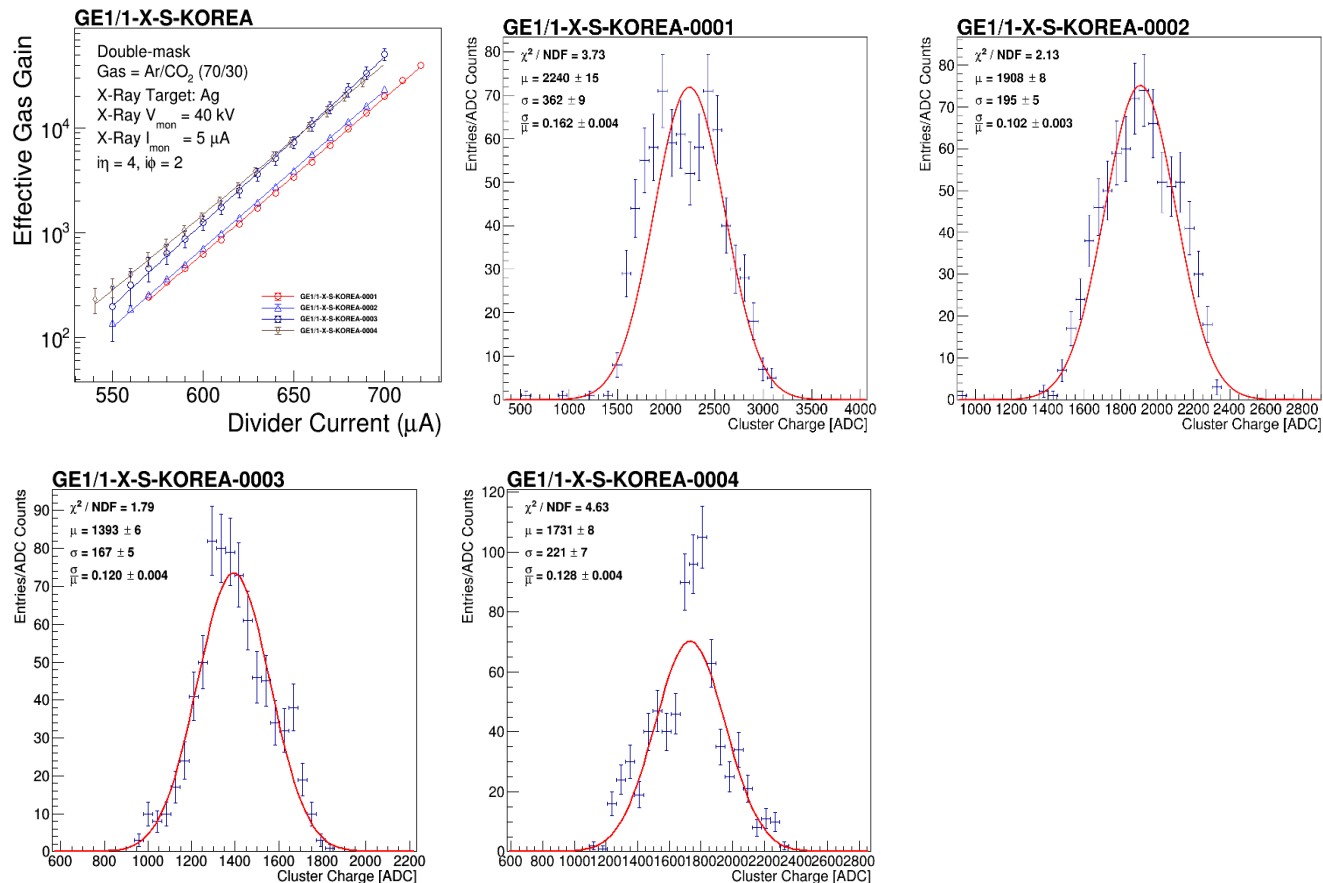 GE1/1-X-S-KOREA
Effective Gas Gain
10⁴
10³
10²
Double-mask
Gas = Ar/CO₂ (70/30)
X-Ray Target: Ag
X-Ray V_mon = 40 kV
X-Ray I_mon = 5 μA
iη = 4, iφ = 2
GE1/1-X-S-KOREA-0001
GE1/1-X-S-KOREA-0002
GE1/1-X-S-KOREA-0003
GE1/1-X-S-KOREA-0004
550 600 650 700
Divider Current (μA)
GE1/1-X-S-KOREA-0001
Entries/ADC Counts
80
70
60
50
40
30
20
10
0
χ² / NDF = 3.73
μ = 2240 ± 15
σ = 362 ± 9
σ/μ = 0.162 ± 0.004
500 1000 1500 2000 2500 3000 3500 4000
Cluster Charge [ADC]
GE1/1-X-S-KOREA-0002
Entries/ADC Counts
90
80
70
60
50
40
30
20
10
0
χ² / NDF = 2.13
μ = 1908 ± 8
σ = 195 ± 5
σ/μ = 0.102 ± 0.003
1000 1200 1400 1600 1800 2000 2200 2400 2600 2800
Cluster Charge [ADC]
GE1/1-X-S-KOREA-0003
Entries/ADC Counts
90
80
70
60
50
40
30
20
10
0
χ² / NDF = 1.79
μ = 1393 ± 6
σ = 167 ± 5
σ/μ = 0.120 ± 0.004
600 800 1000 1200 1400 1600 1800 2000 2200
Cluster Charge [ADC]
GE1/1-X-S-KOREA-0004
Entries/ADC Counts
120
100
80
60
40
20
0
χ² / NDF = 4.63
μ = 1731 ± 8
σ = 221 ± 7
σ/μ = 0.128 ± 0.004
600 800 1000 1200 1400 1600 1800 2000 2200 2400 2600 2800
Cluster Charge [ADC]